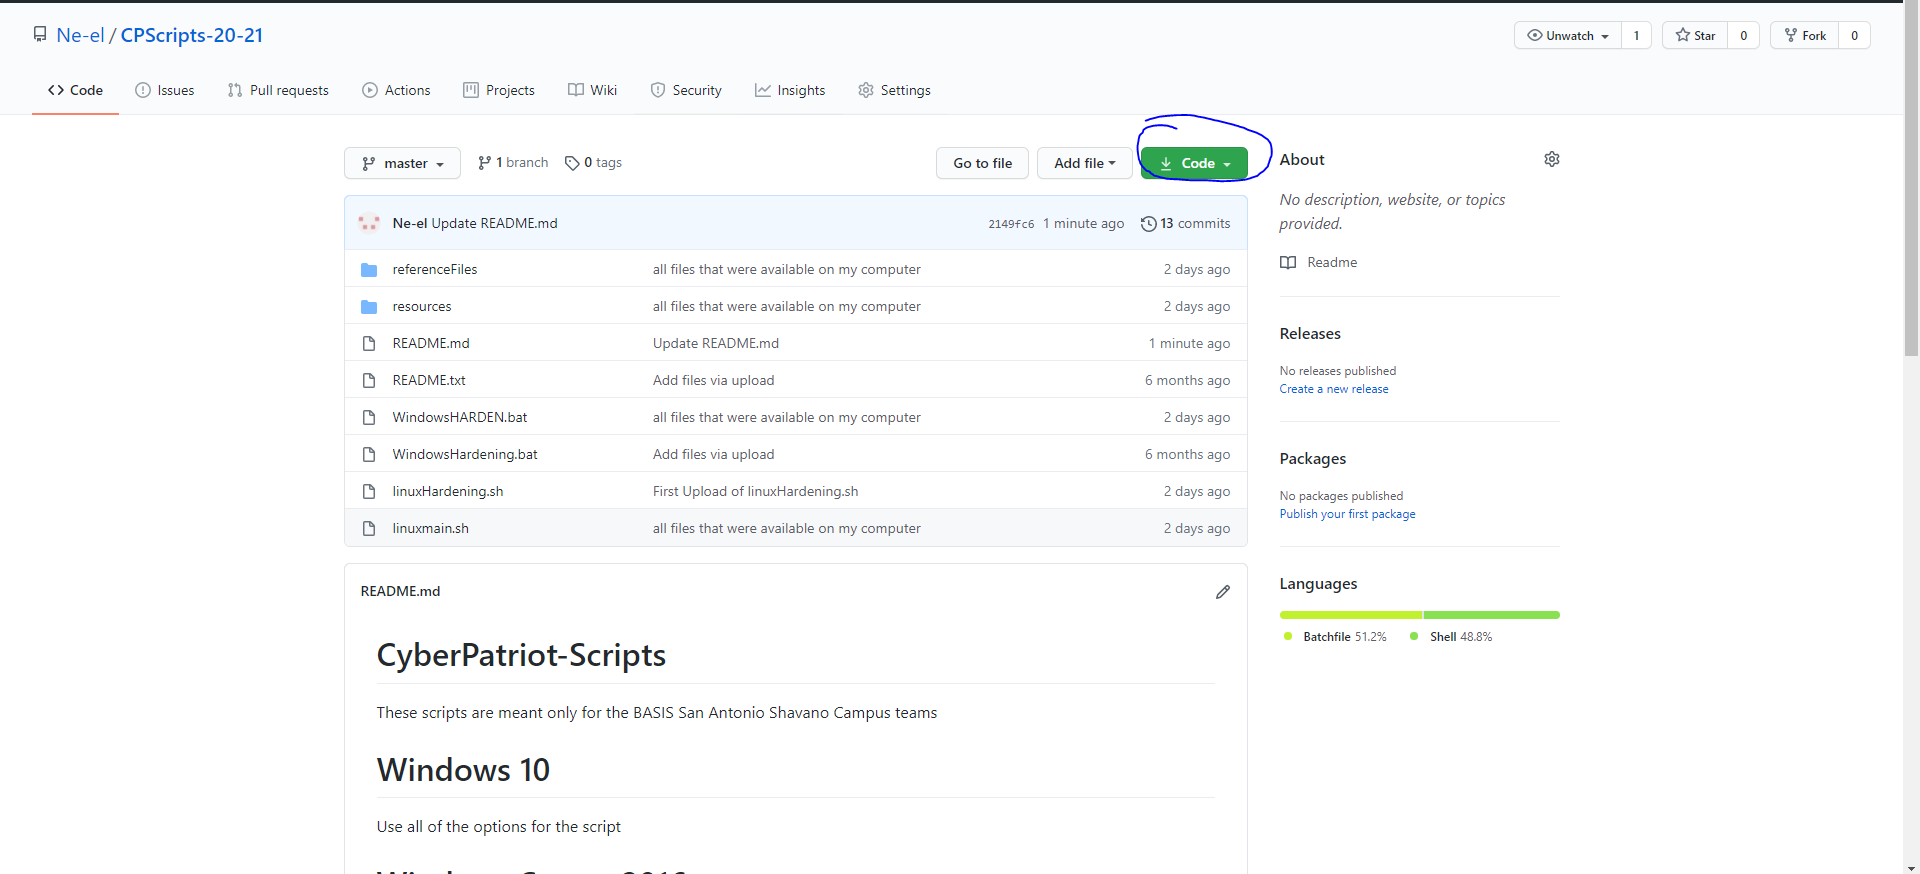 Ne-el / CPScripts-20-21
Unwatch 1 Star 0 Fork 0
Code Issues Pull requests Actions Projects Wiki Security Insights Settings
master 1 branch 0 tags Go to file Add file Code
Ne-el Update README.md 2149fc6 1 minute ago 13 commits
referenceFiles all files that were available on my computer 2 days ago
resources all files that were available on my computer 2 days ago
README.md Update README.md 1 minute ago
README.txt Add files via upload 6 months ago
WindowsHARDEN.bat all files that were available on my computer 2 days ago
WindowsHardening.bat Add files via upload 6 months ago
linuxHardening.sh First Upload of linuxHardening.sh 2 days ago
linuxmain.sh all files that were available on my computer 2 days ago
README.md
CyberPatriot-Scripts
These scripts are meant only for the BASIS San Antonio Shavano Campus teams
Windows 10
Use all of the options for the script
About
No description, website, or topics
provided.
Readme
Releases
No releases published
Create a new release
Packages
No packages published
Publish your first package
Languages
Batchfile 51.2% Shell 48.8%